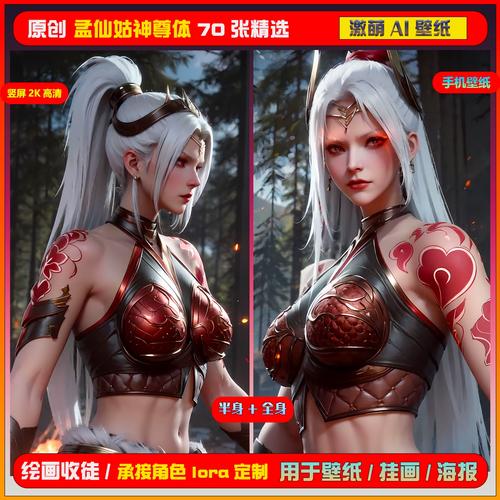 原创 孟仙姑神尊体 70 张精选
激萌 AI 壁纸
竖屏 2K 高清
手机壁纸
半身 + 全身
绘画收徒 / 承接角色 lora 定制
用于壁纸 / 挂画 / 海报